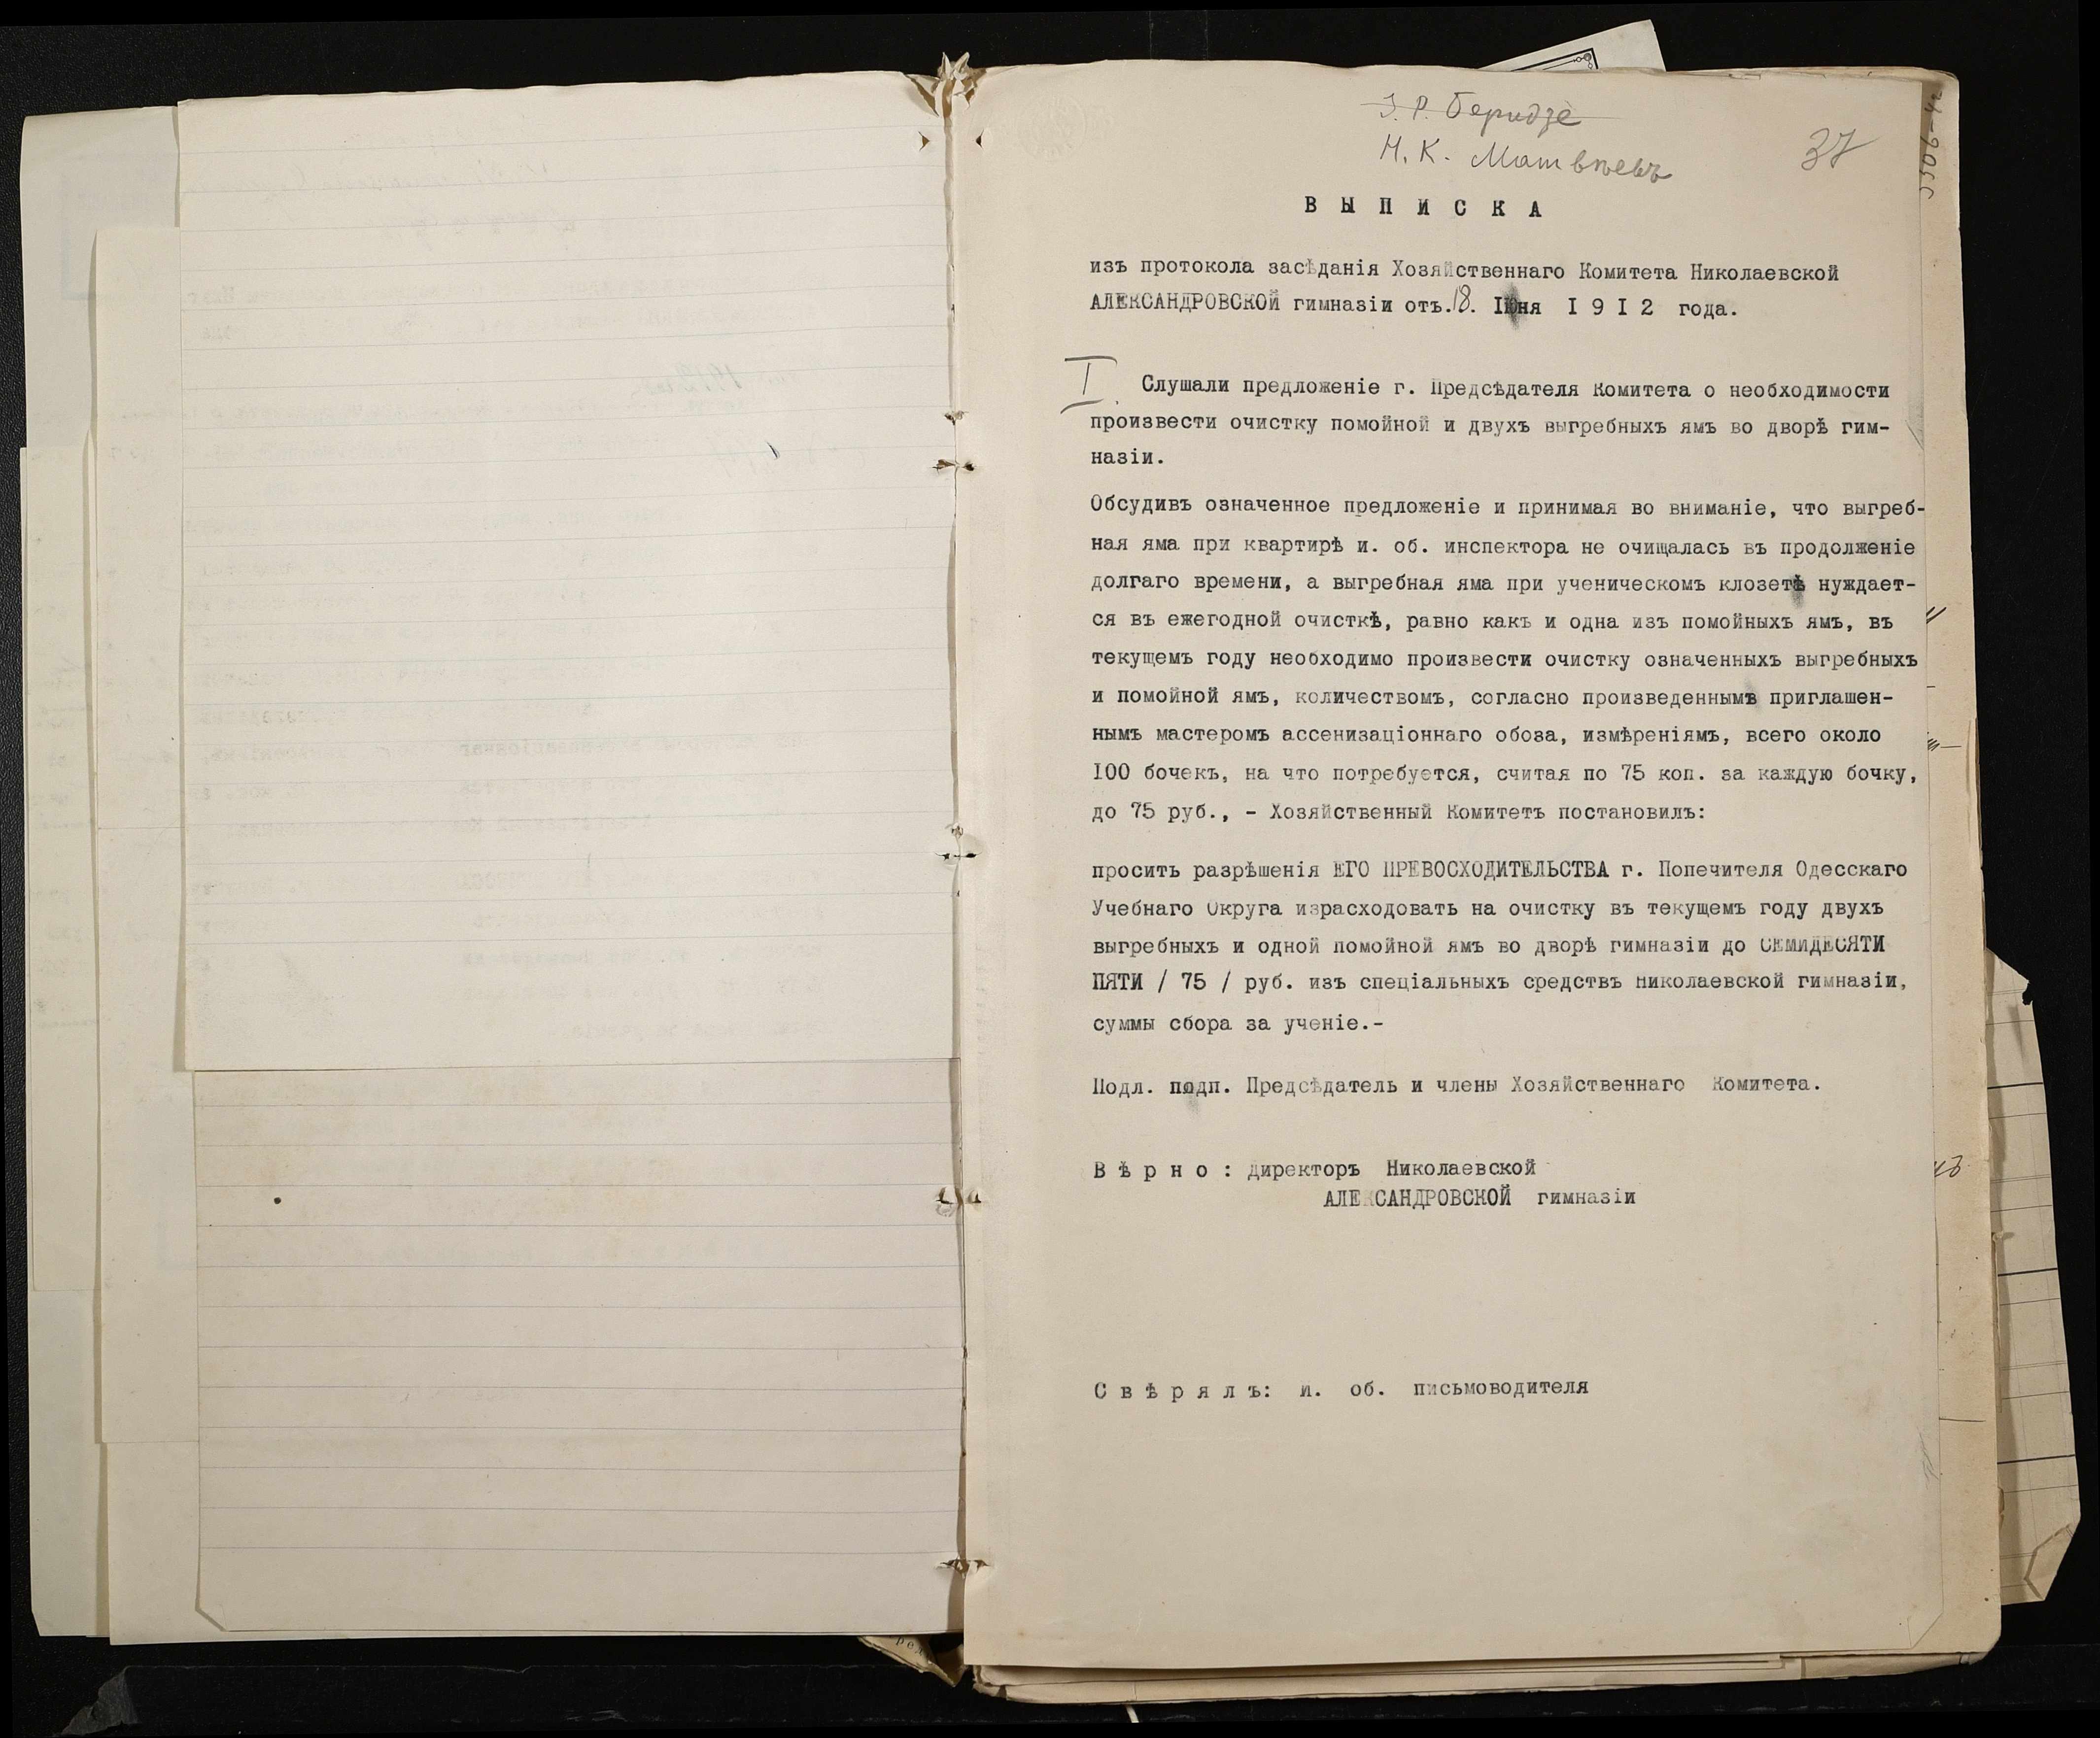 З. Р. Беридзе
Н. К. Матвѣевъ
37
В Ы П И С К А
изъ протокола засѣданія Хозяйственнаго Комитета Николаевской
АЛЕКСАНДРОВСКОЙ гимназіи отъ.18. Іюня I 9 I 2 года.
I. Слушали предложеніе г. Предсѣдателя Комитета о необходимости
произвести очистку помойной и двухъ выгребныхъ ямъ во дворѣ гим-
назіи.
Обсудивъ означенное предложеніе и принимая во вниманіе, что выгреб-
ная яма при квартирѣ и. об. инспектора не очищалась въ продолженіе
долгаго времени, а выгребная яма при ученическомъ клозетѣ нуждает-
ся въ ежегодной очисткѣ, равно какъ и одна изъ помойныхъ ямъ, въ
текущемъ году необходимо произвести очистку означенныхъ выгребныхъ
и помойной ямъ, количествомъ, согласно произведеннымъ приглашен-
нымъ мастеромъ ассенизаціоннаго обоза, измѣреніямъ, всего около
I00 бочекъ, на что потребуется, считая по 75 коп. за каждую бочку,
до 75 руб., - Хозяйственный Комитетъ постановилъ:
просить разрѣшенія ЕГО ПРЕВОСХОДИТЕЛЬСТВА г. Попечителя Одесскаго
Учебнаго Округа израсходовать на очистку въ текущемъ году двухъ
выгребныхъ и одной помойной ямъ во дворѣ гимназіи до СЕМИДЕСЯТИ
ПЯТИ / 75 / руб. изъ спеціальныхъ средствъ Николаевской гимназіи,
суммы сбора за ученіе.-
Подл. подп. Предсѣдатель и члены Хозяйственнаго Комитета.
В ѣ р н о : Директоръ Николаевской
АЛЕКСАНДРОВСКОЙ гимназіи
С в ѣ р я л ъ: И. об. письмоводителя